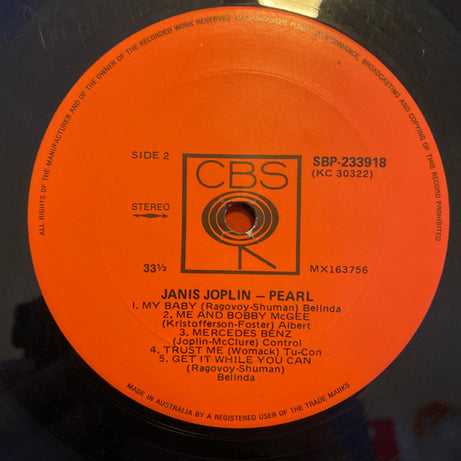 ALL RIGHTS OF THE MANUFACTURER AND OF THE OWNER OF THE RECORDED WORK RESERVED PUBLIC PERFORMANCE, BROADCASTING AND COPYING OF THIS RECORD PROHIBITED
SIDE 2
SBP-233918
(KC 30322)
CBS
STEREO
33⅓
MX163756
JANIS JOPLIN – PEARL
1. MY BABY (Ragovoy-Shuman) Belinda
2. ME AND BOBBY McGEE
(Kristofferson-Foster) Albert
3. MERCEDES BENZ
(Joplin-McClure) Control
4. TRUST ME (Womack) Tu-Con
5. GET IT WHILE YOU CAN
(Ragovoy-Shuman)
Belinda
MADE IN AUSTRALIA BY A REGISTERED USER OF THE TRADE MARKS